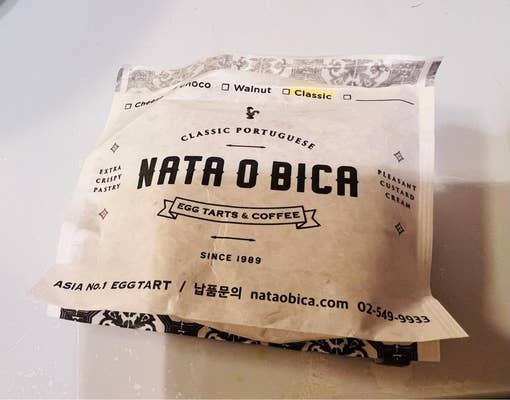 Cheese ☐ Choco ☐ Walnut ☐ Classic ☐
CLASSIC PORTUGUESE
EXTRA
CRISPY
PASTRY
NATA O BICA
PLEASANT
CUSTARD
CREAM
EGG TARTS & COFFEE
SINCE 1989
ASIA No.1 EGGTART / 납품문의 nataobica.com 02-549-9933